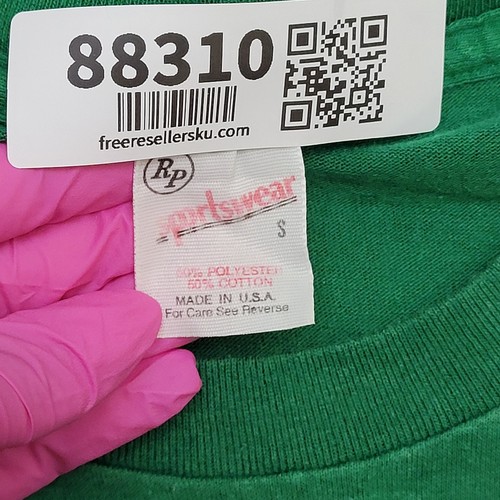 88310
freeresellersku.com
RP
Sportswear
S
50% POLYESTER
50% COTTON
MADE IN U.S.A.
For Care See Reverse